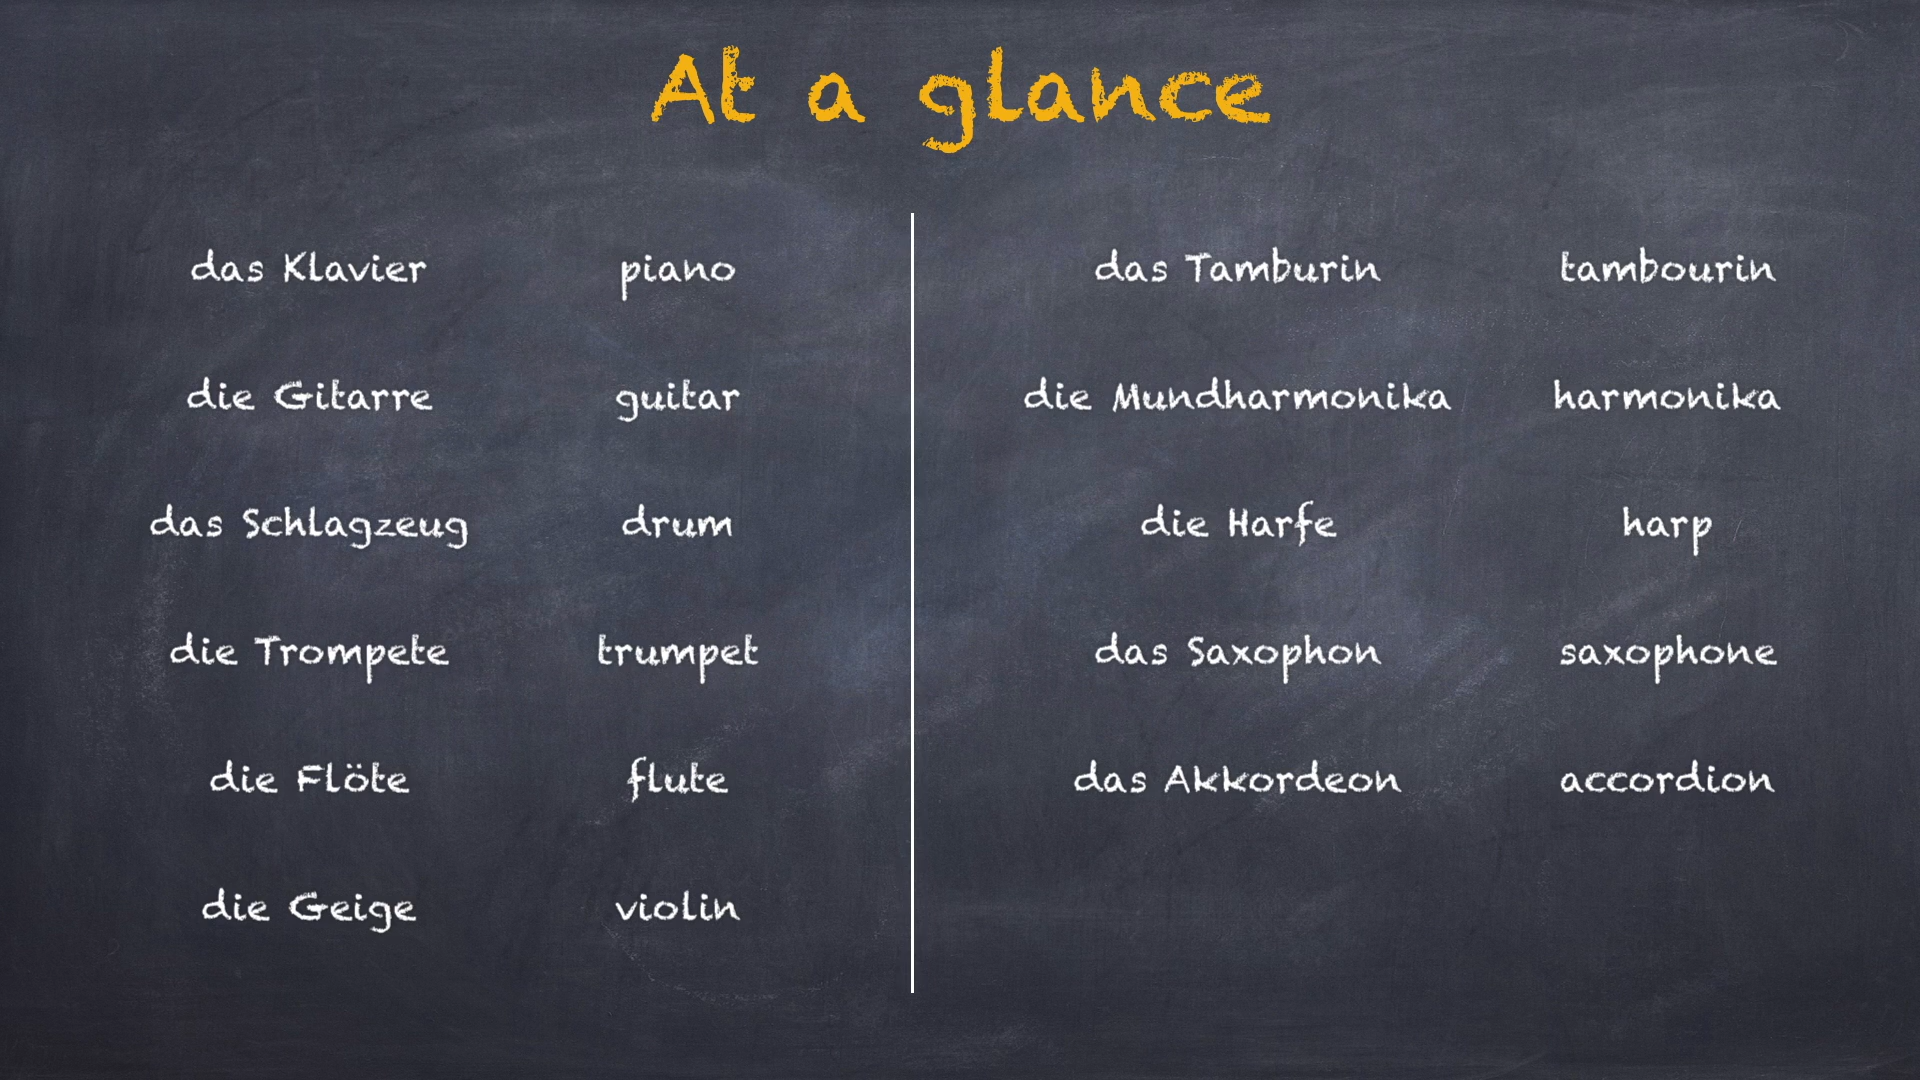 At a glance
das Klavier piano
die Gitarre guitar
das Schlagzeug drum
die Trompete trumpet
die Flöte flute
die Geige violin
das Tamburin tambourin
die Mundharmonika harmonika
die Harfe harp
das Saxophon saxophone
das Akkordeon accordion